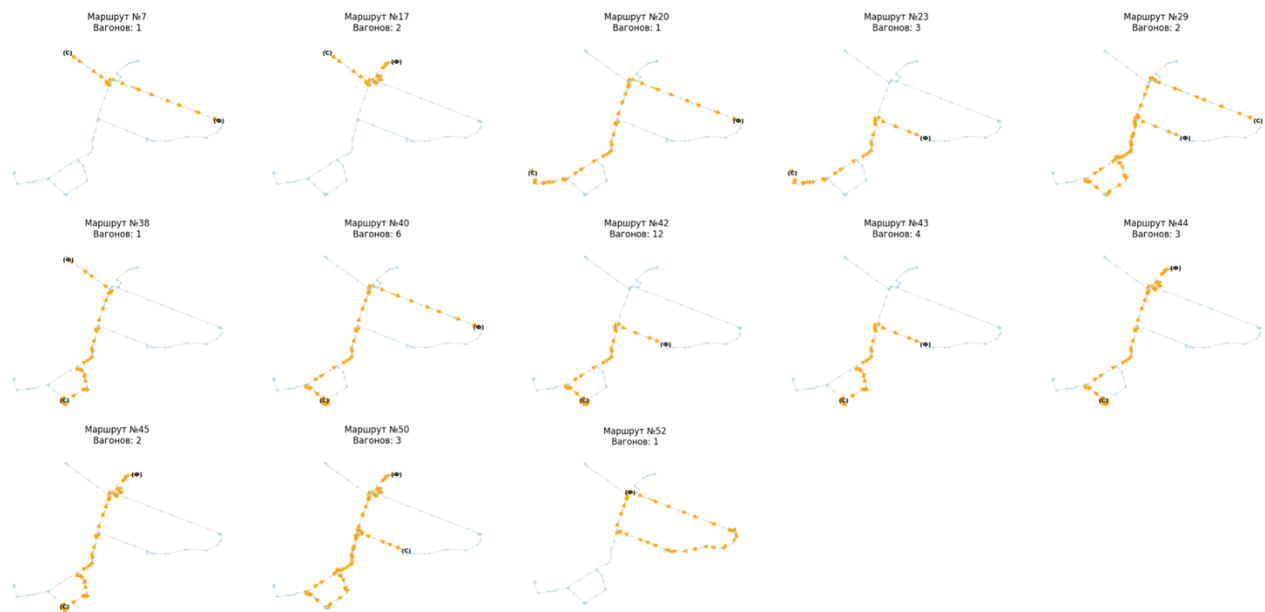 Маршрут №7
Вагонов: 1
(С)
(Ф)
Маршрут №17
Вагонов: 2
(С)
(Ф)
Маршрут №20
Вагонов: 1
(Ф)
(С)
Маршрут №23
Вагонов: 3
(Ф)
(С)
Маршрут №29
Вагонов: 2
(С)
(Ф)
Маршрут №38
Вагонов: 1
(Ф)
(С)
Маршрут №40
Вагонов: 6
(Ф)
(С)
Маршрут №42
Вагонов: 12
(Ф)
(С)
Маршрут №43
Вагонов: 4
(Ф)
(С)
Маршрут №44
Вагонов: 3
(Ф)
(С)
Маршрут №45
Вагонов: 2
(Ф)
(С)
Маршрут №50
Вагонов: 3
(Ф)
(С)
Маршрут №52
Вагонов: 1
(Ф)